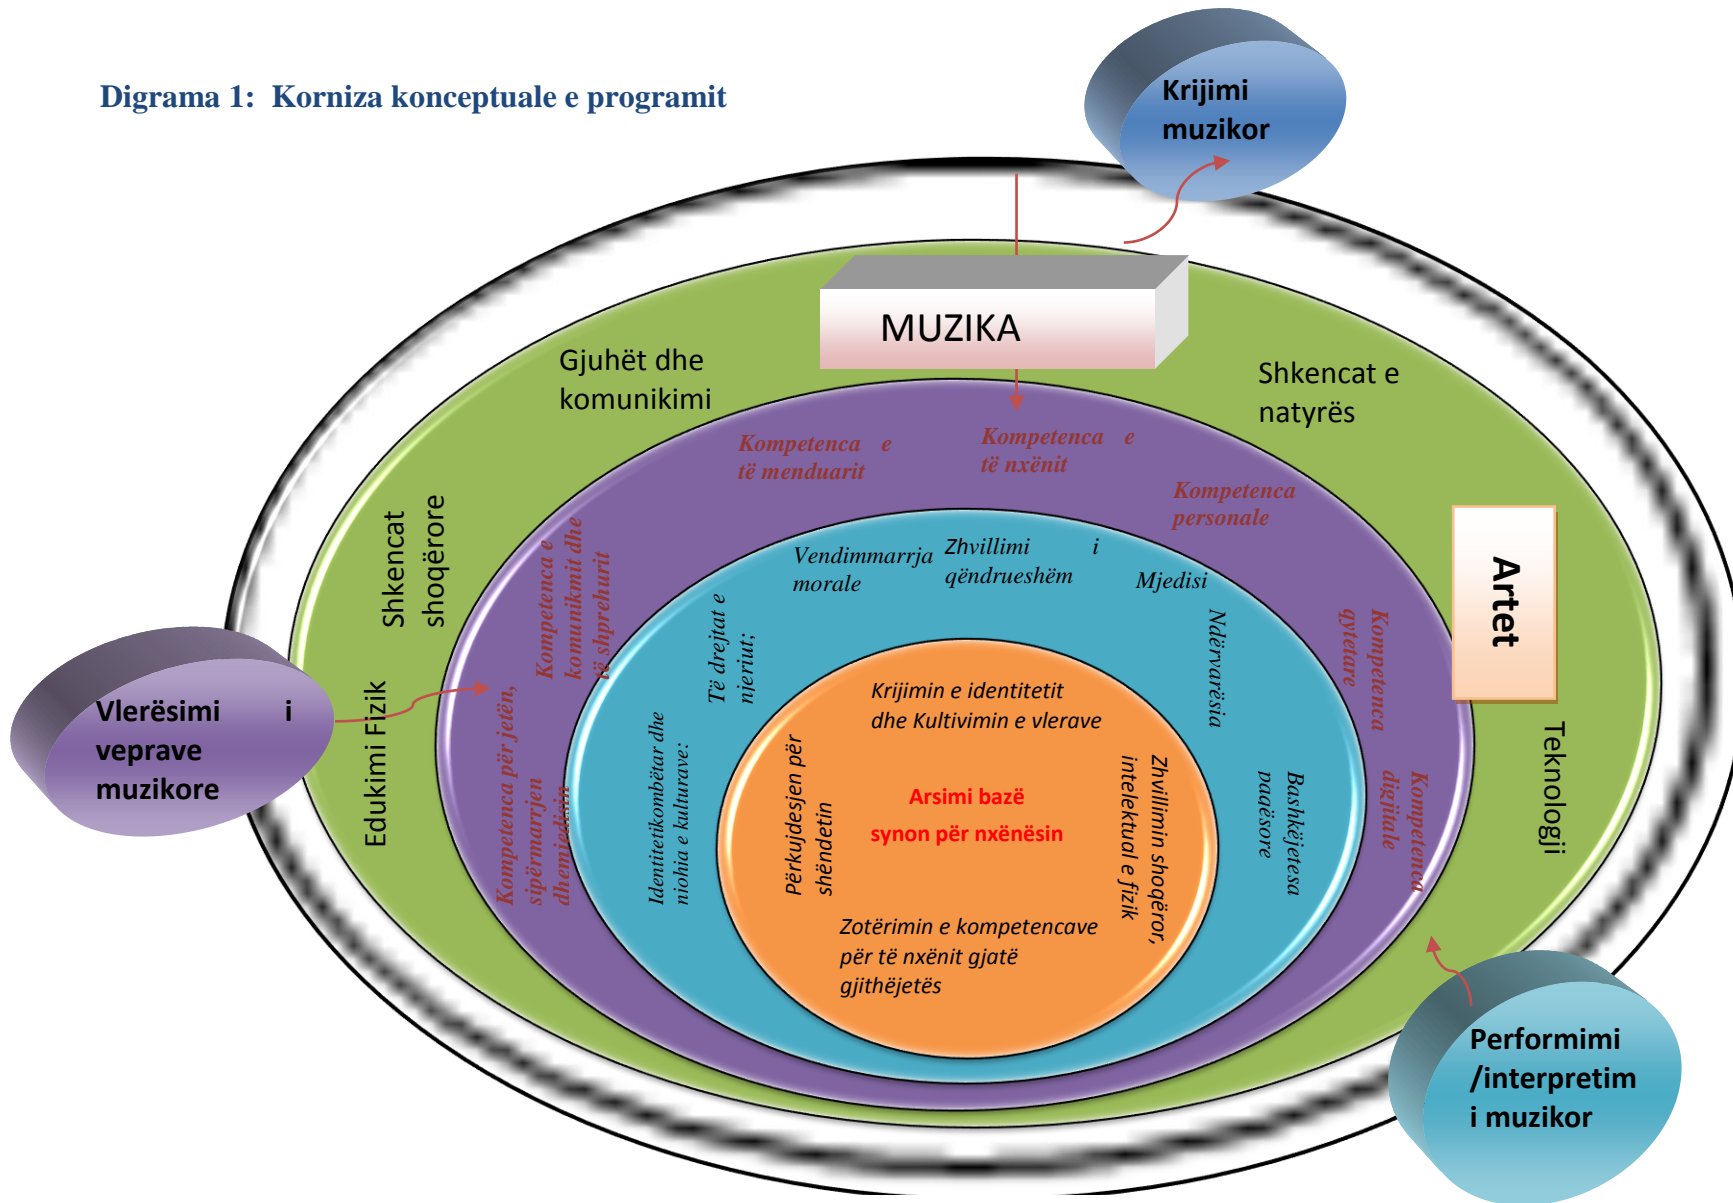 Digrama 1: Korniza konceptuale e programit
Krijimi
muzikor
MUZIKA
Gjuhët dhe
komunikimi
Shkencat e
natyrës
Shkencat
shoqërore
Edukimi Fizik
Artet
Teknologji
Kompetenca e
të menduarit
Kompetenca e
të nxënit
Kompetenca
personale
Kompetenca e
komunikmit dhe
të shprehurit
Kompetenca për jetën,
sipërmarrjen
dhemjedisin
Kompetenca
qytetare
Kompetenca
digjitale
Vendimmarrja
morale
Zhvillimi i
qëndrueshëm
Mjedisi
Të drejtat e
njeriut;
Ndërvarësia
Identitetikombëtar dhe
niohia e kulturave:
Bashkëjetesa
paqësore
Krijimin e identitetit
dhe Kultivimin e vlerave
Përkujdesjen për
shëndetin
Arsimi bazë
synon për nxënësin
Zhvillimin shoqëror,
intelektual e fizik
Zotërimin e kompetencave
për të nxënit gjatë
gjithëjetës
Vlerësimi i
veprave
muzikore
Performimi
/interpretim
i muzikor